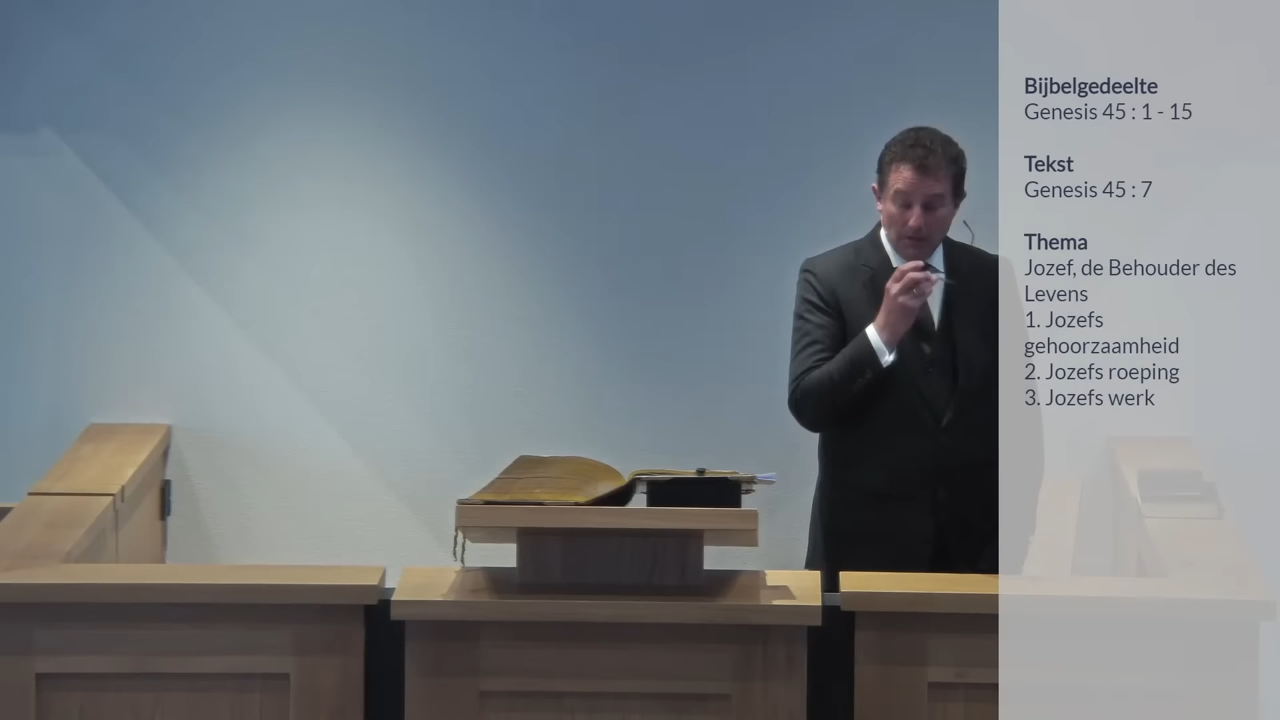 Bijbelgedeelte
Genesis 45 : 1 - 15
Tekst
Genesis 45 : 7
Thema
Jozef, de Behouder des
Levens
1. Jozefs
gehoorzaamheid
2. Jozefs roeping
3. Jozefs werk